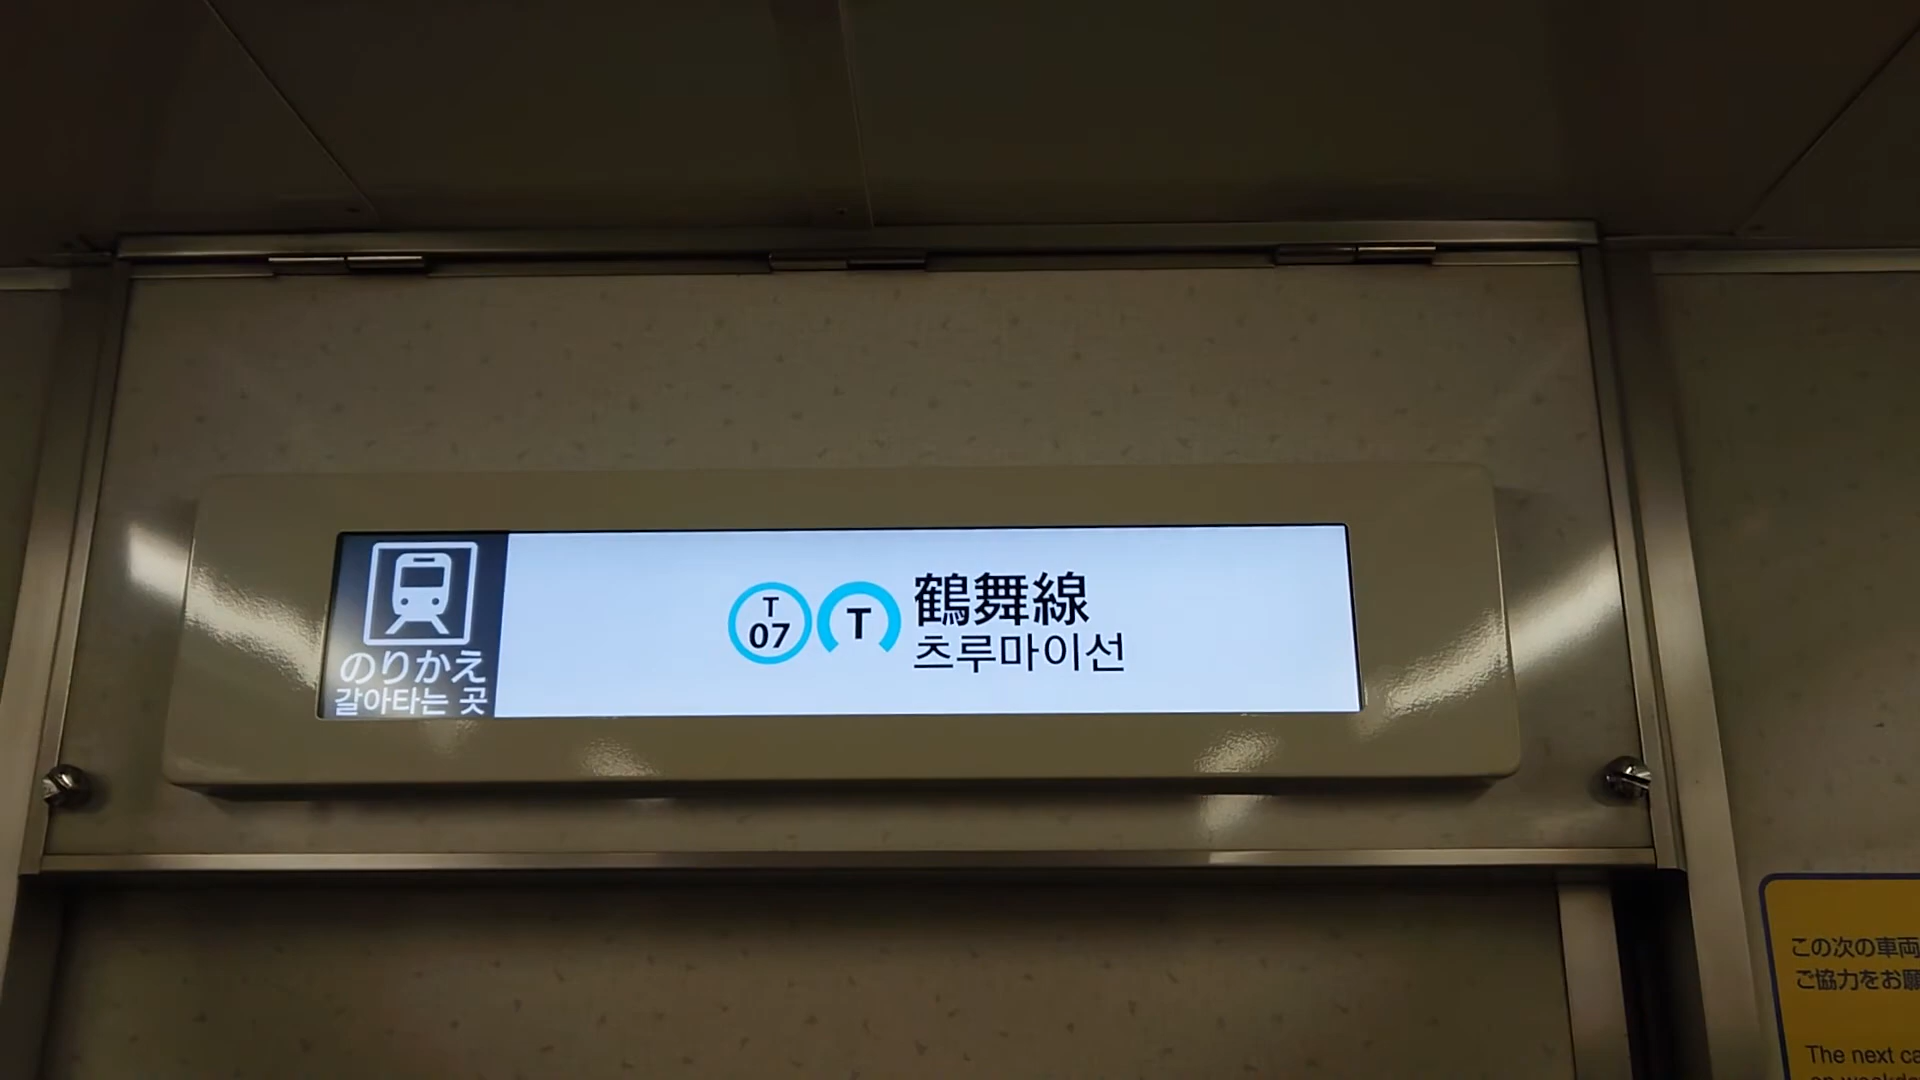 のりかえ
갈아타는 곳
T
07
T
鶴舞線
츠루마이선
この次の車両
ご協力をお願
The next